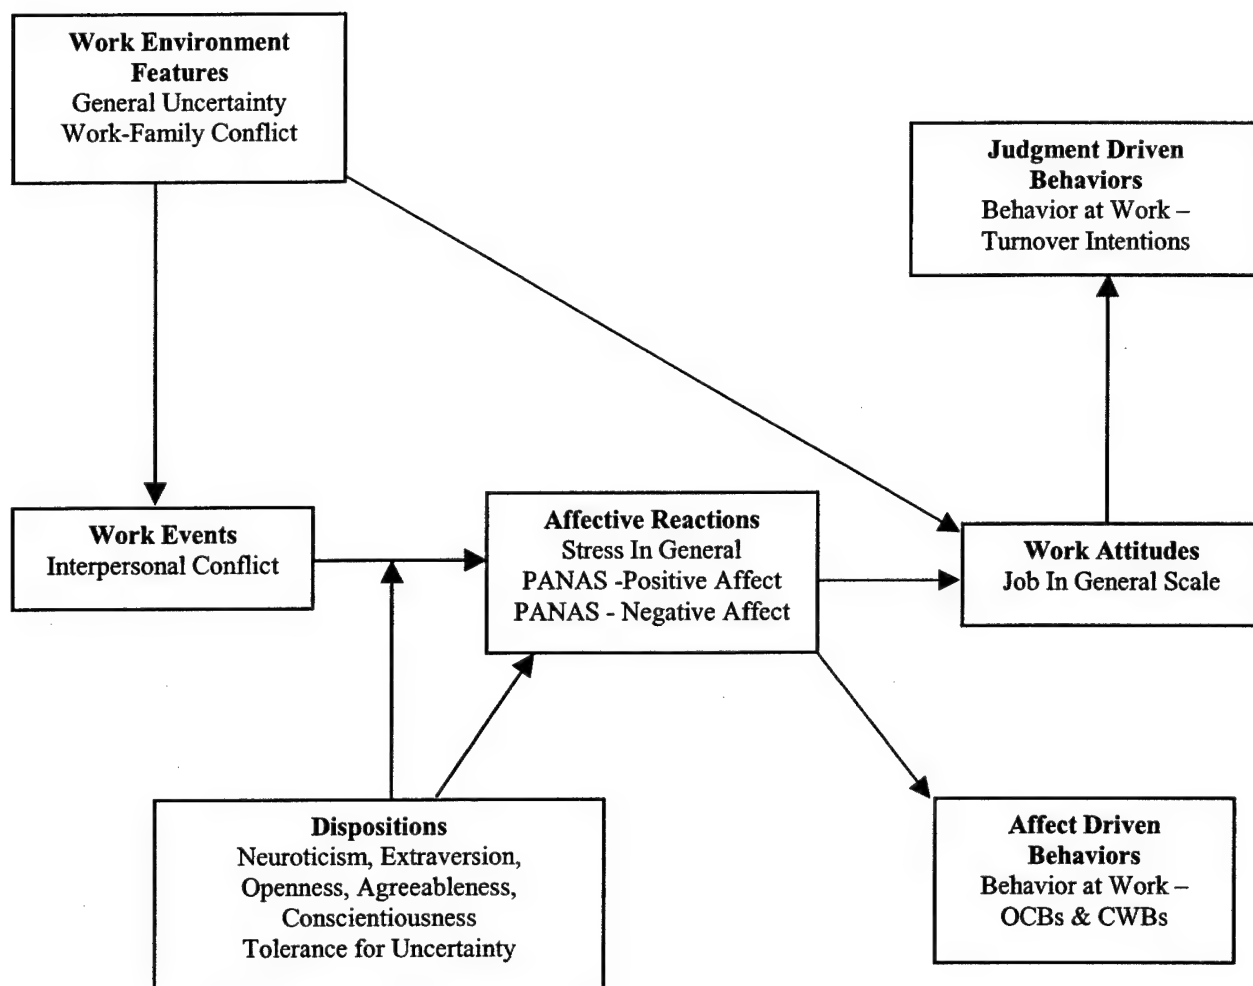 Work Environment
Features
General Uncertainty
Work-Family Conflict
Judgment Driven
Behaviors
Behavior at Work –
Turnover Intentions
Work Events
Interpersonal Conflict
Affective Reactions
Stress In General
PANAS -Positive Affect
PANAS - Negative Affect
Work Attitudes
Job In General Scale
Dispositions
Neuroticism, Extraversion,
Openness, Agreeableness,
Conscientiousness
Tolerance for Uncertainty
Affect Driven
Behaviors
Behavior at Work –
OCBs & CWBs